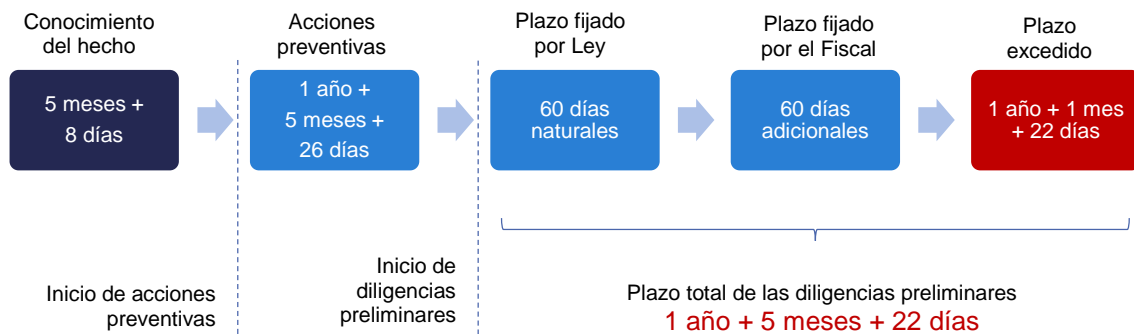 Conocimiento
del hecho
5 meses +
8 días
Inicio de acciones
preventivas
Acciones
preventivas
1 año +
5 meses +
26 días
Inicio de
diligencias
preliminares
Plazo fijado
por Ley
60 días
naturales
Plazo fijado
por el Fiscal
60 días
adicionales
Plazo
excedido
1 año + 1 mes
+ 22 días
Plazo total de las diligencias preliminares
1 año + 5 meses + 22 días